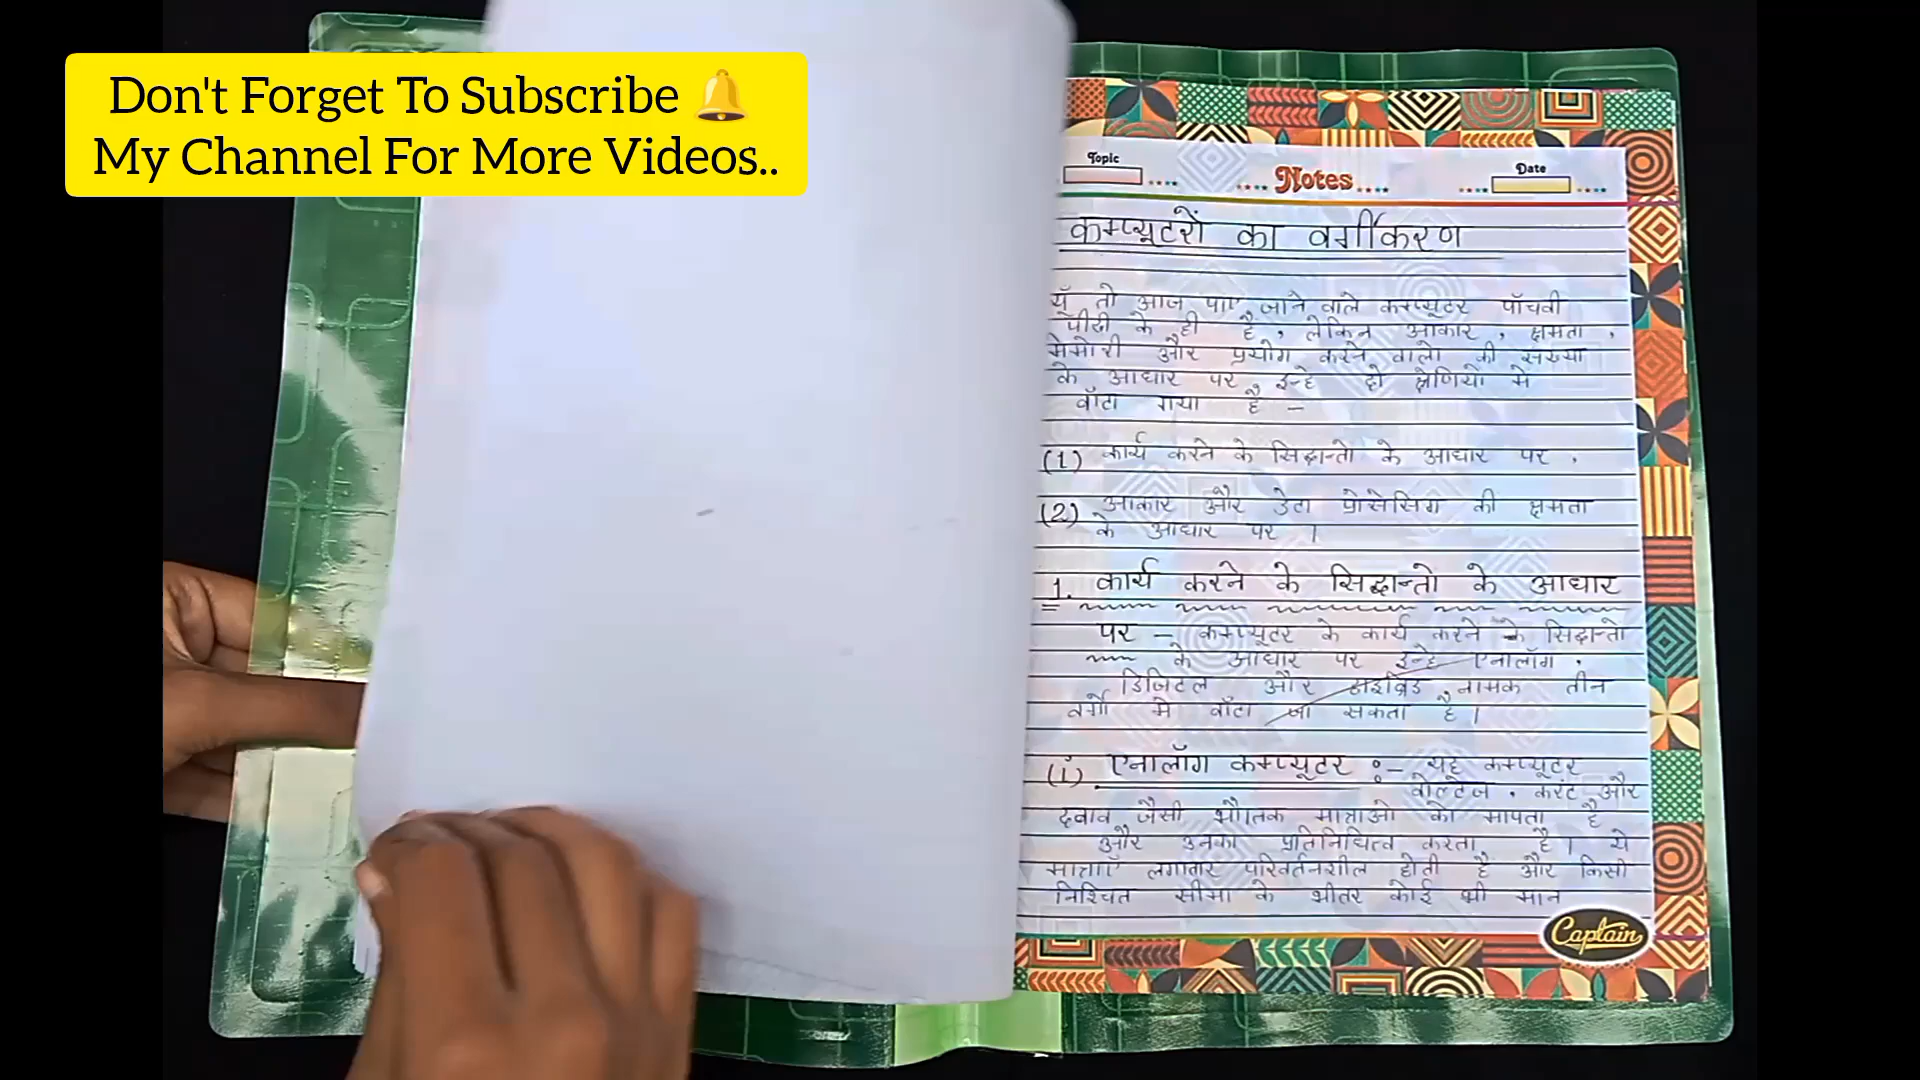 Don't Forget To Subscribe 🔔
My Channel For More Videos..
Topic
Notes
Date
कम्प्यूटरों का वर्गीकरण
यूँ तो आज पाए जाने वाले कम्प्यूटर पाँचवी
पीढी के ही है, लेकिन आकार, क्षमता,
मेमोरी और प्रयोग करने वालो की संख्या
के आधार पर इन्हे दो श्रेणियों मे
बाँटा गया है -
(1) कार्य करने के सिद्धान्तो के आधार पर,
(2) आकार और डेटा प्रोसेसिंग की क्षमता
के आधार पर ।
1. कार्य करने के सिद्धान्तो के आधार
पर - कम्प्यूटर के कार्य करने के सिद्धान्तो
के आधार पर इन्हे एनालॉग,
डिजिटल और हाइब्रिड नामक तीन
वर्गो मे बाँटा जा सकता है ।
(i) एनालॉग कम्प्यूटर :- यह कम्प्यूटर
वोल्टेज, करंट और
दबाव जैसी भौतिक मात्राओ को मापता है
और उनका प्रतिनिधित्व करता है । ये
मात्राएँ लगातार परिवर्तनशील होती है और किसी
निश्चित सीमा के भीतर कोई भी मान
Captain